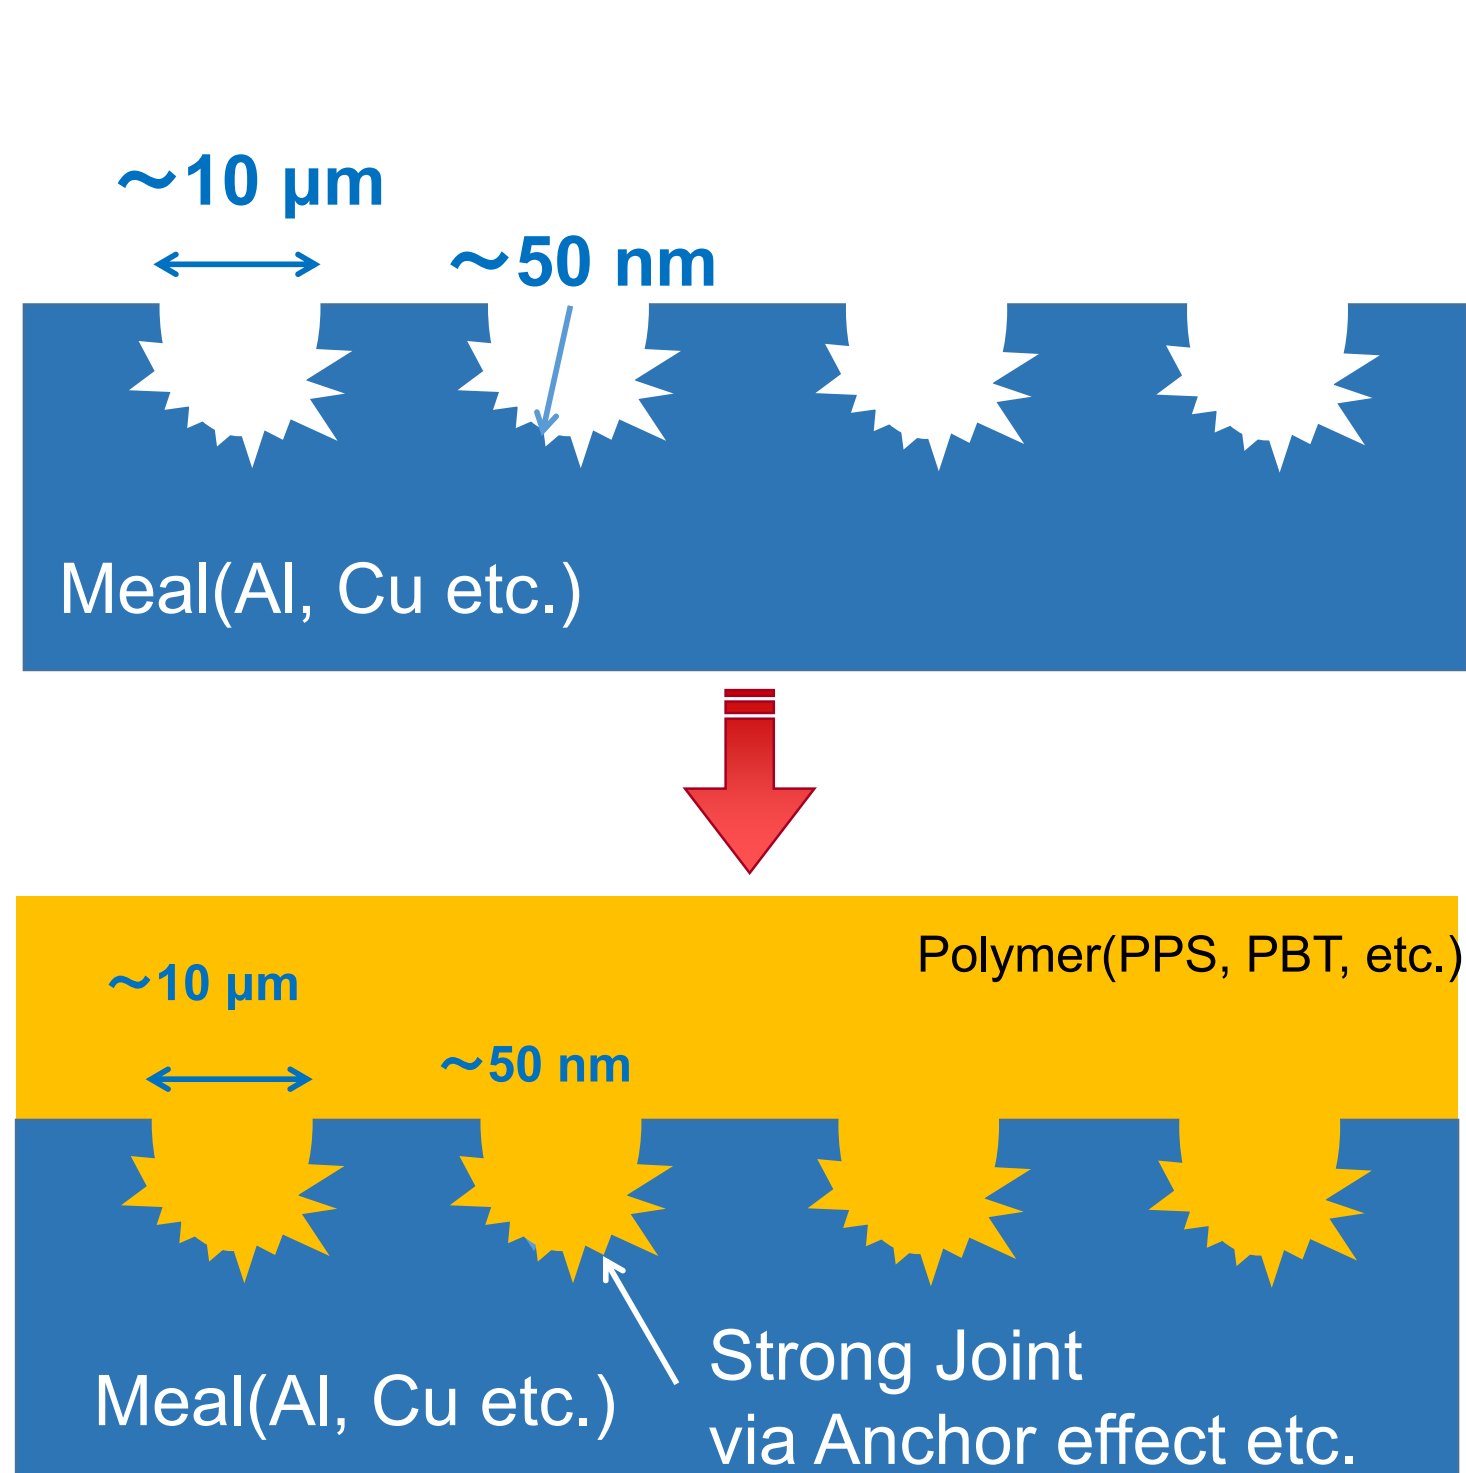 ～10 μm
～50 nm
Meal(Al, Cu etc.)
Polymer(PPS, PBT, etc.)
～10 μm
～50 nm
Strong Joint
Meal(Al, Cu etc.)
via Anchor effect etc.